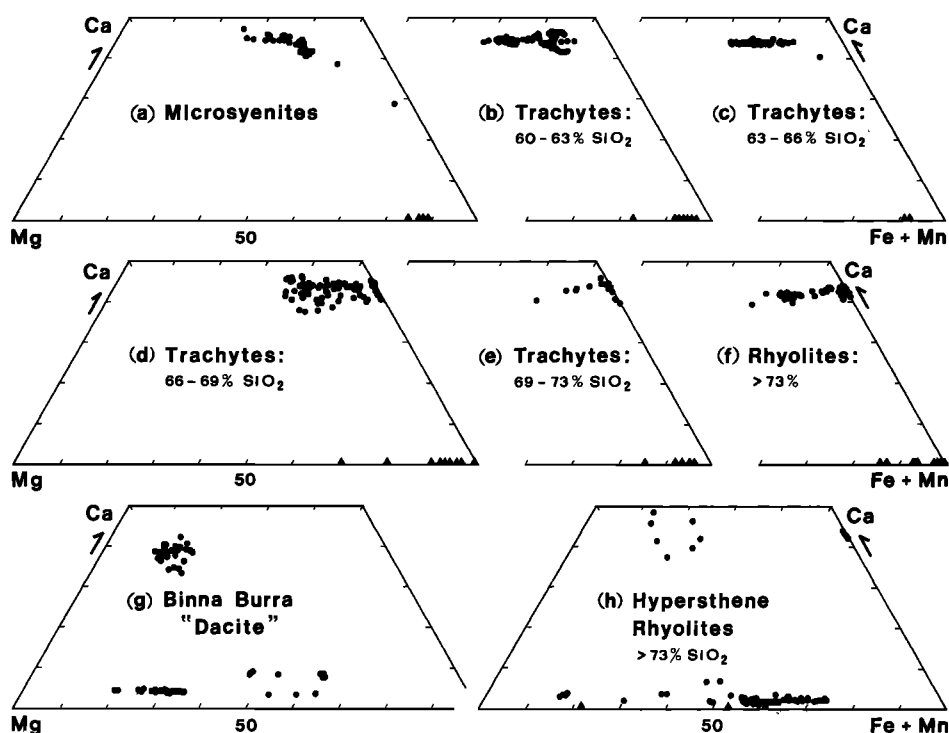 Ca
(a) Microsyenites
(b) Trachytes:
60-63% SiO₂
Ca
(c) Trachytes:
63-66% SiO₂
Mg
50
Fe + Mn
Ca
(d) Trachytes:
66-69% SiO₂
(e) Trachytes:
69-73% SiO₂
Ca
(f) Rhyolites:
>73%
Mg
50
Fe + Mn
Ca
(g) Binna Burra
"Dacite"
Ca
(h) Hypersthene
Rhyolites
>73% SiO₂
Mg
50
50
Fe + Mn